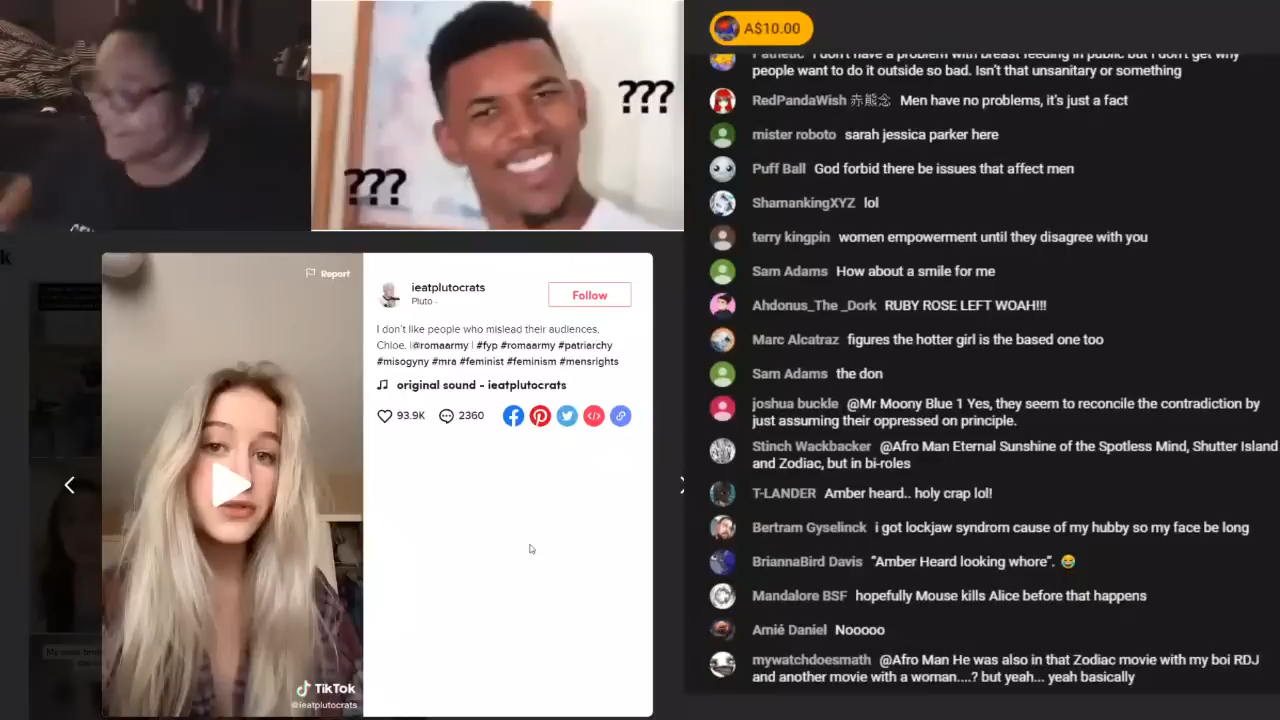 ???
???
A$10.00
I don't have a problem with breast feeding in public but I don't get why
people want to do it outside so bad. Isn't that unsanitary or something
RedPandaWish 赤熊念 Men have no problems, it's just a fact
mister roboto sarah jessica parker here
Puff Ball God forbid there be issues that affect men
ShamankingXYZ lol
terry kingpin women empowerment until they disagree with you
Sam Adams How about a smile for me
Ahdonus_The _Dork RUBY ROSE LEFT WOAH!!!
Marc Alcatraz figures the hotter girl is the based one too
Sam Adams the don
joshua buckle @Mr Moony Blue 1 Yes, they seem to reconcile the contradiction by
just assuming their oppressed on principle.
Stinch Wackbacker @Afro Man Eternal Sunshine of the Spotless Mind, Shutter Island
and Zodiac, but in bi-roles
T-LANDER Amber heard.. holy crap lol!
Bertram Gyselinck i got lockjaw syndrom cause of my hubby so my face be long
BriannaBird Davis “Amber Heard looking whore”. 😂
Mandalore BSF hopefully Mouse kills Alice before that happens
Amié Daniel Nooooo
mywatchdoesmath @Afro Man He was also in that Zodiac movie with my boi RDJ
and another movie with a woman....? but yeah... yeah basically
k
Report
ieatplutocrats
Pluto -
Follow
I don't like people who mislead their audiences,
Chloe. |@romaarmy | #fyp #romaarmy #patriarchy
#misogyny #mra #feminist #feminism #mensrights
original sound - ieatplutocrats
93.9K 2360
TikTok
@ieatplutocrats